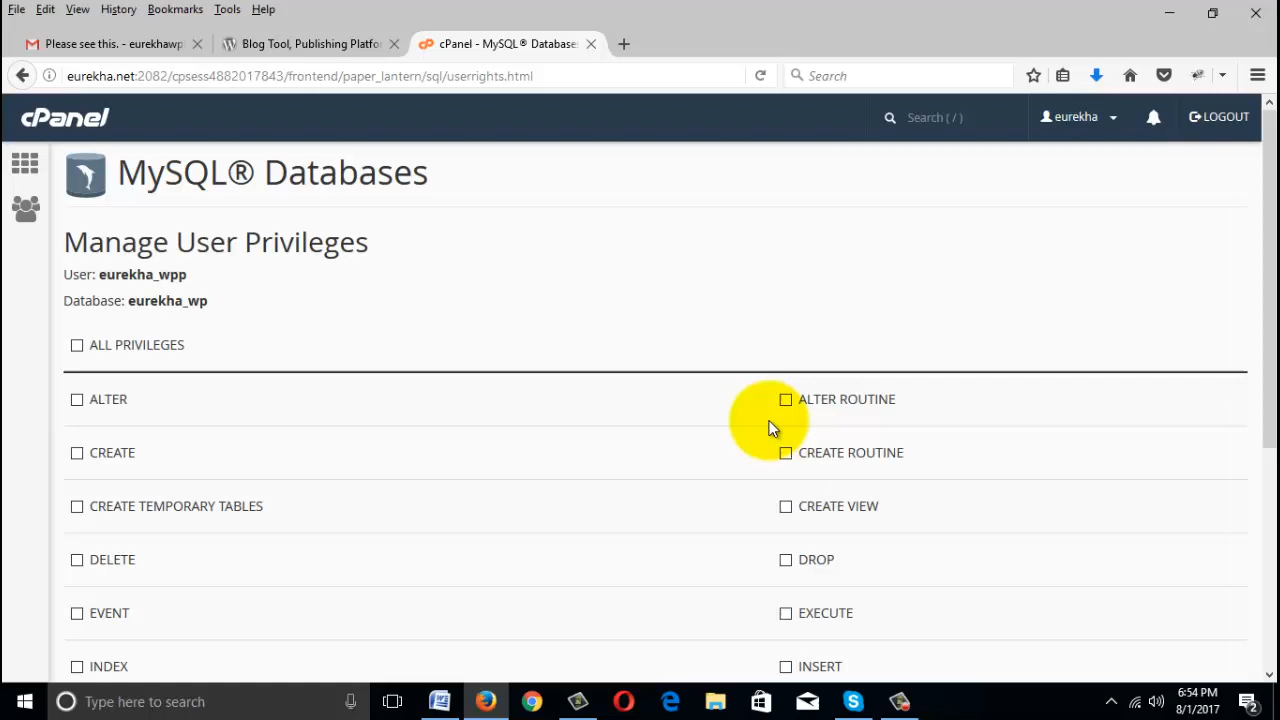 File Edit View History Bookmarks Tools Help
Please see this. - eurekhawp
Blog Tool, Publishing Platfo
cPanel - MySQL® Database
eurekha.net:2082/cpsess4882017843/frontend/paper_lantern/sql/userrights.html
Search
cPanel
Search ( / )
eurekha
LOGOUT
MySQL® Databases
Manage User Privileges
User: eurekha_wpp
Database: eurekha_wp
ALL PRIVILEGES
ALTER
ALTER ROUTINE
CREATE
CREATE ROUTINE
CREATE TEMPORARY TABLES
CREATE VIEW
DELETE
DROP
EVENT
EXECUTE
INDEX
INSERT
Type here to search
6:54 PM
8/1/2017
2